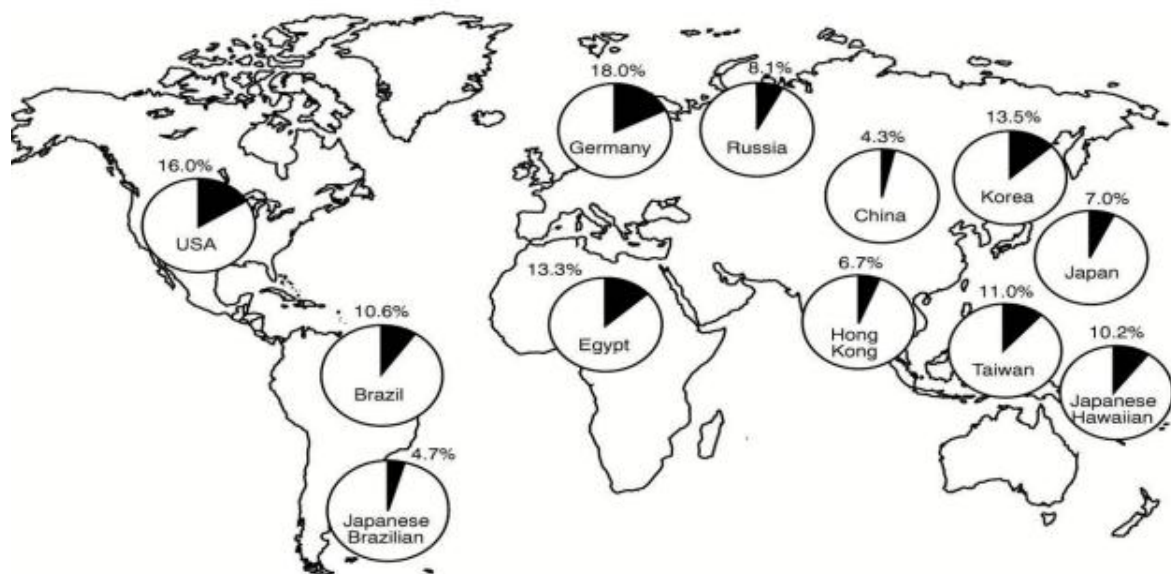 18.0%
Germany
8.1%
Russia
4.3%
China
13.5%
Korea
16.0%
USA
7.0%
Japan
13.3%
Egypt
6.7%
Hong
Kong
11.0%
Taiwan
10.2%
Japanese
Hawaiian
10.6%
Brazil
4.7%
Japanese
Brazilian